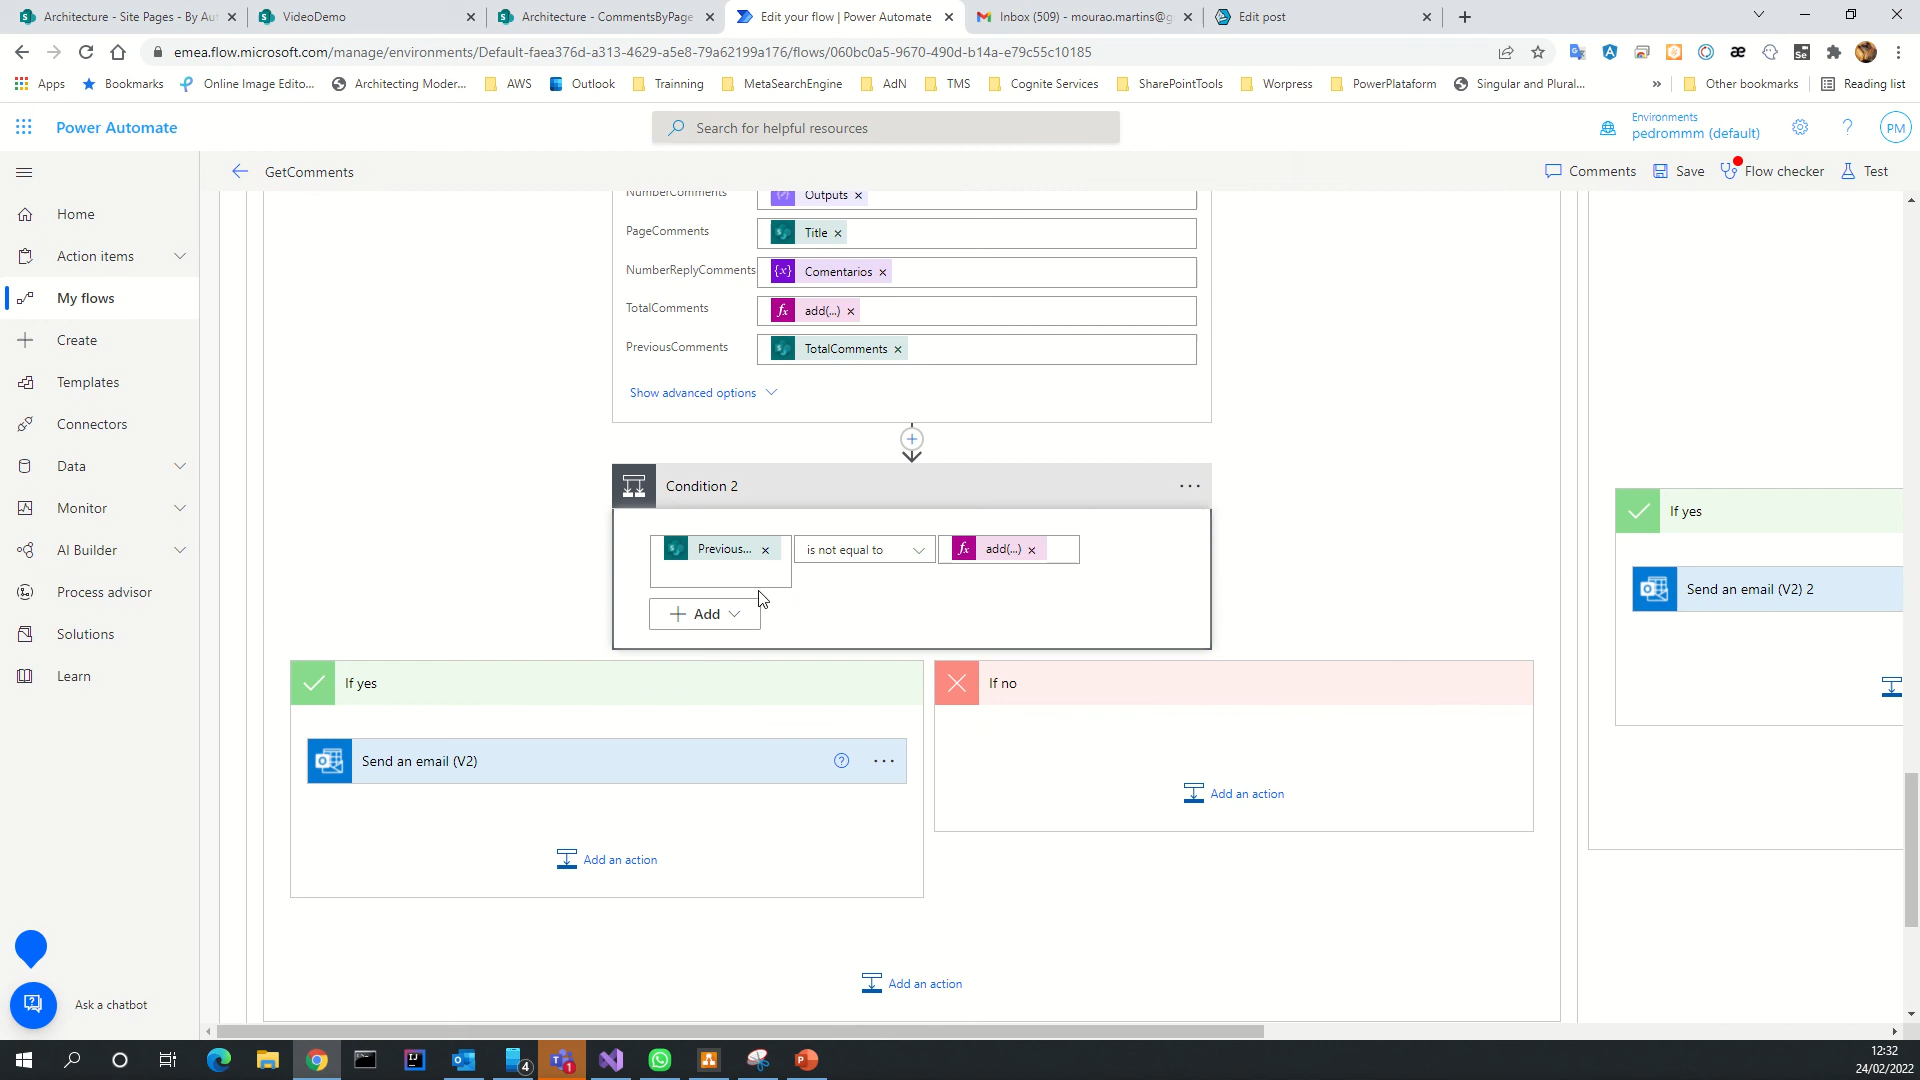 Architecture - Site Pages - By Aut
VideoDemo
Architecture - CommentsByPage
Edit your flow | Power Automate
Inbox (509) - mourao.martins@g
Edit post
emea.flow.microsoft.com/manage/environments/Default-faea376d-a313-4629-a5e8-79a62199a176/flows/060bc0a5-9670-490d-b14a-e79c55c10185
Apps
Bookmarks
Online Image Edito...
Architecting Moder...
AWS
Outlook
Trainning
MetaSearchEngine
AdN
TMS
Cognite Services
SharePointTools
Worpress
PowerPlataform
Singular and Plural...
»
Other bookmarks
Reading list
Power Automate
Search for helpful resources
Environments
pedrommm (default)
PM
GetComments
Comments
Save
Flow checker
Test
Home
Action items
My flows
Create
Templates
Connectors
Data
Monitor
AI Builder
Process advisor
Solutions
Learn
Ask a chatbot
NumberComments
Outputs
PageComments
Title
NumberReplyComments
Comentarios
TotalComments
add(...)
PreviousComments
TotalComments
Show advanced options
Condition 2
Previous...
is not equal to
add(...)
Add
If yes
Send an email (V2)
Add an action
If no
Add an action
Add an action
If yes
Send an email (V2) 2
4
1
12:32
24/02/2022